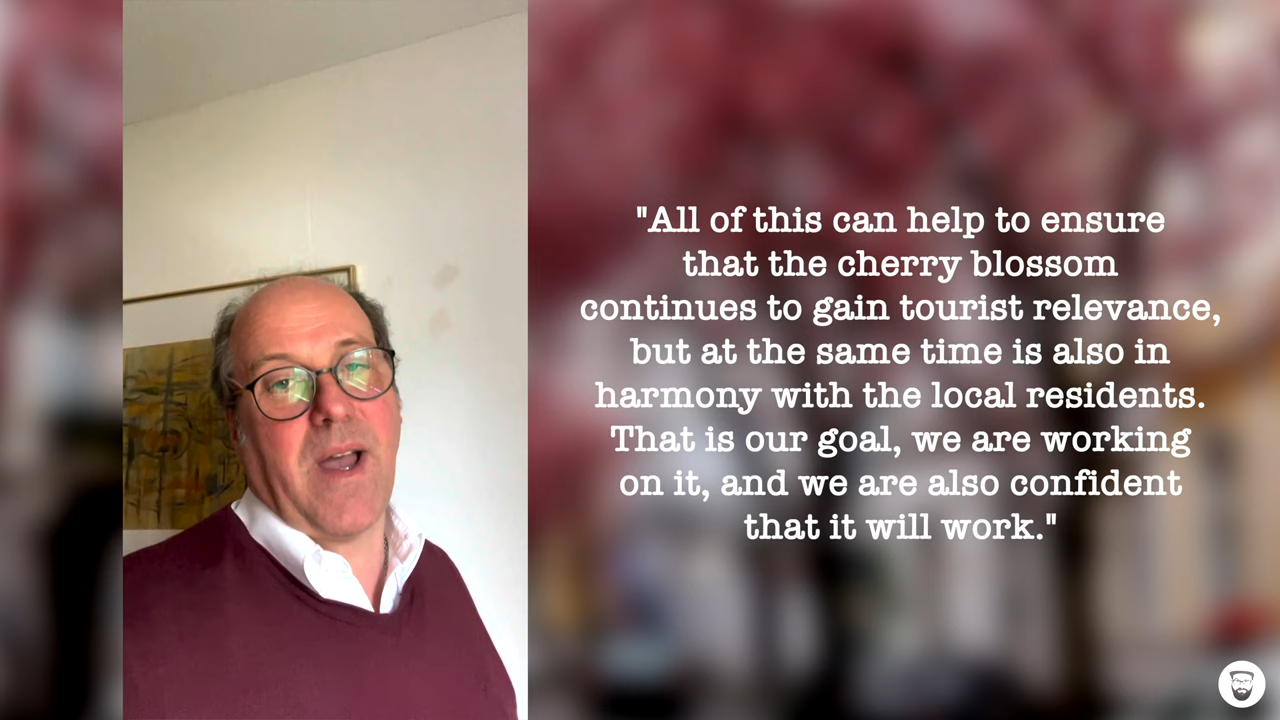 "All of this can help to ensure
that the cherry blossom
continues to gain tourist relevance,
but at the same time is also in
harmony with the local residents.
That is our goal, we are working
on it, and we are also confident
that it will work."